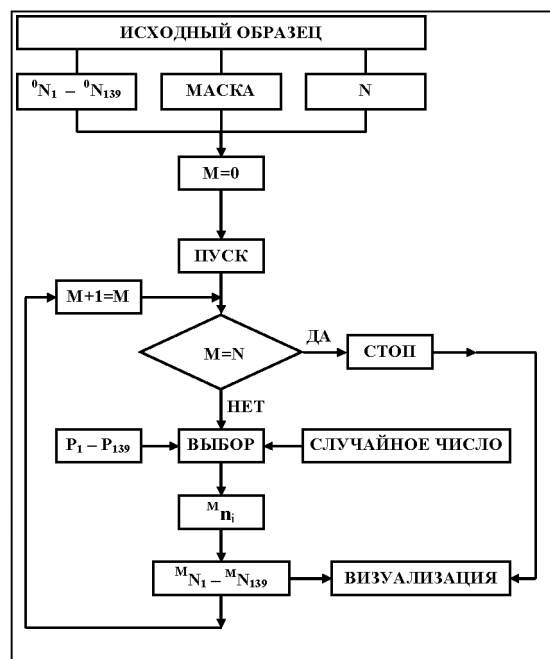 ИСХОДНЫЙ ОБРАЗЕЦ
⁰N₁ – ⁰N₁₃₉
МАСКА
N
M=0
ПУСК
M+1=M
M=N
ДА
СТОП
НЕТ
P₁ – P₁₃₉
ВЫБОР
СЛУЧАЙНОЕ ЧИСЛО
ᴹnᵢ
ᴹN₁ – ᴹN₁₃₉
ВИЗУАЛИЗАЦИЯ